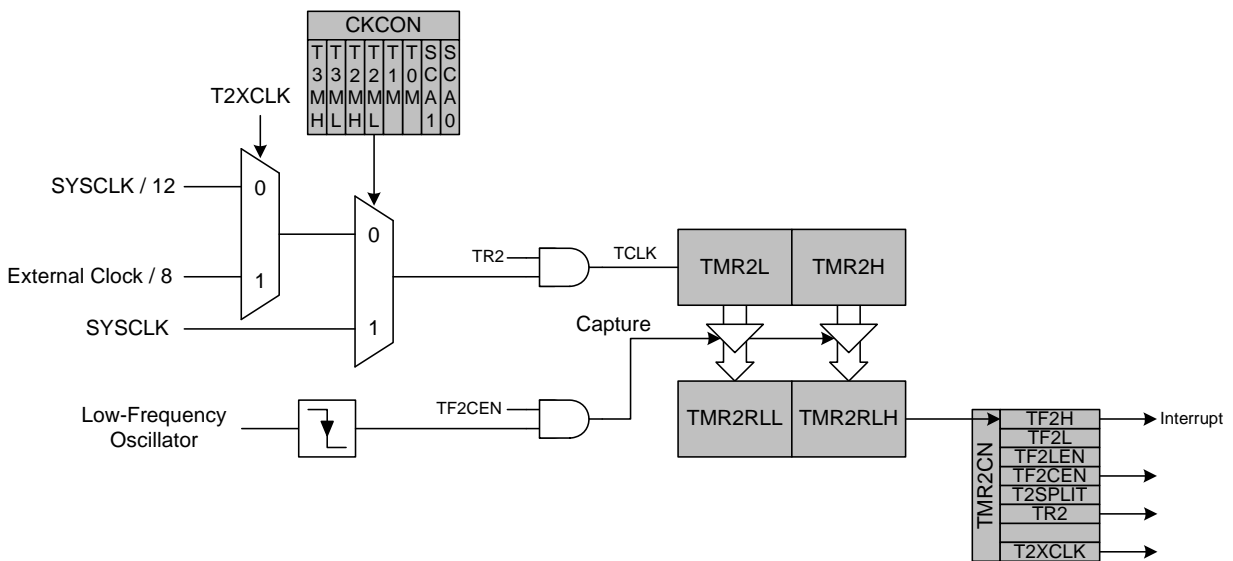 CKCON
T3MH
T3ML
T2MH
T2ML
T1M
T0M
SCA1
SCA0
T2XCLK
SYSCLK / 12
0
External Clock / 8
1
SYSCLK
0
1
TR2
TCLK
TMR2L
TMR2H
Capture
TF2CEN
Low-Frequency
Oscillator
TMR2RLL
TMR2RLH
TMR2CN
TF2H
TF2L
TF2LEN
TF2CEN
T2SPLIT
TR2
T2XCLK
Interrupt